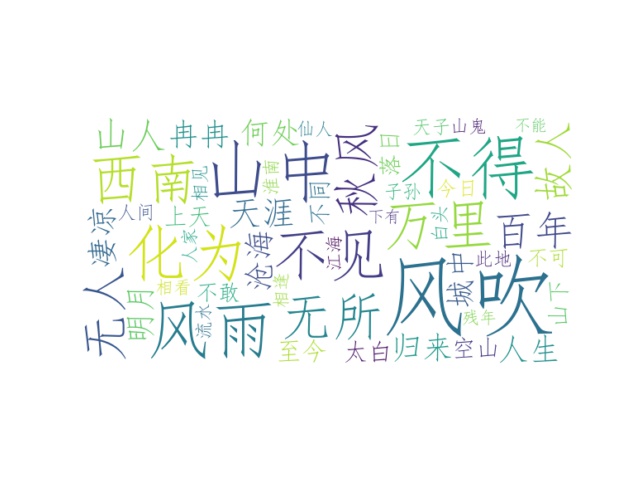 山人
冉冉
何处
仙人
秋风
落日
天子
山鬼
不能
西南
相见
山中
淮南
不同
子孙
今日
不得
故人
凄凉
人间
上天
天涯
下有
万里
白头
百年
无人
化为
人家
沧海
不见
江海
城中
此地
不可
明月
相看
不敢
相逢
风吹
山下
风雨
流水
无所
残年
至今
太白
归来
空山
人生